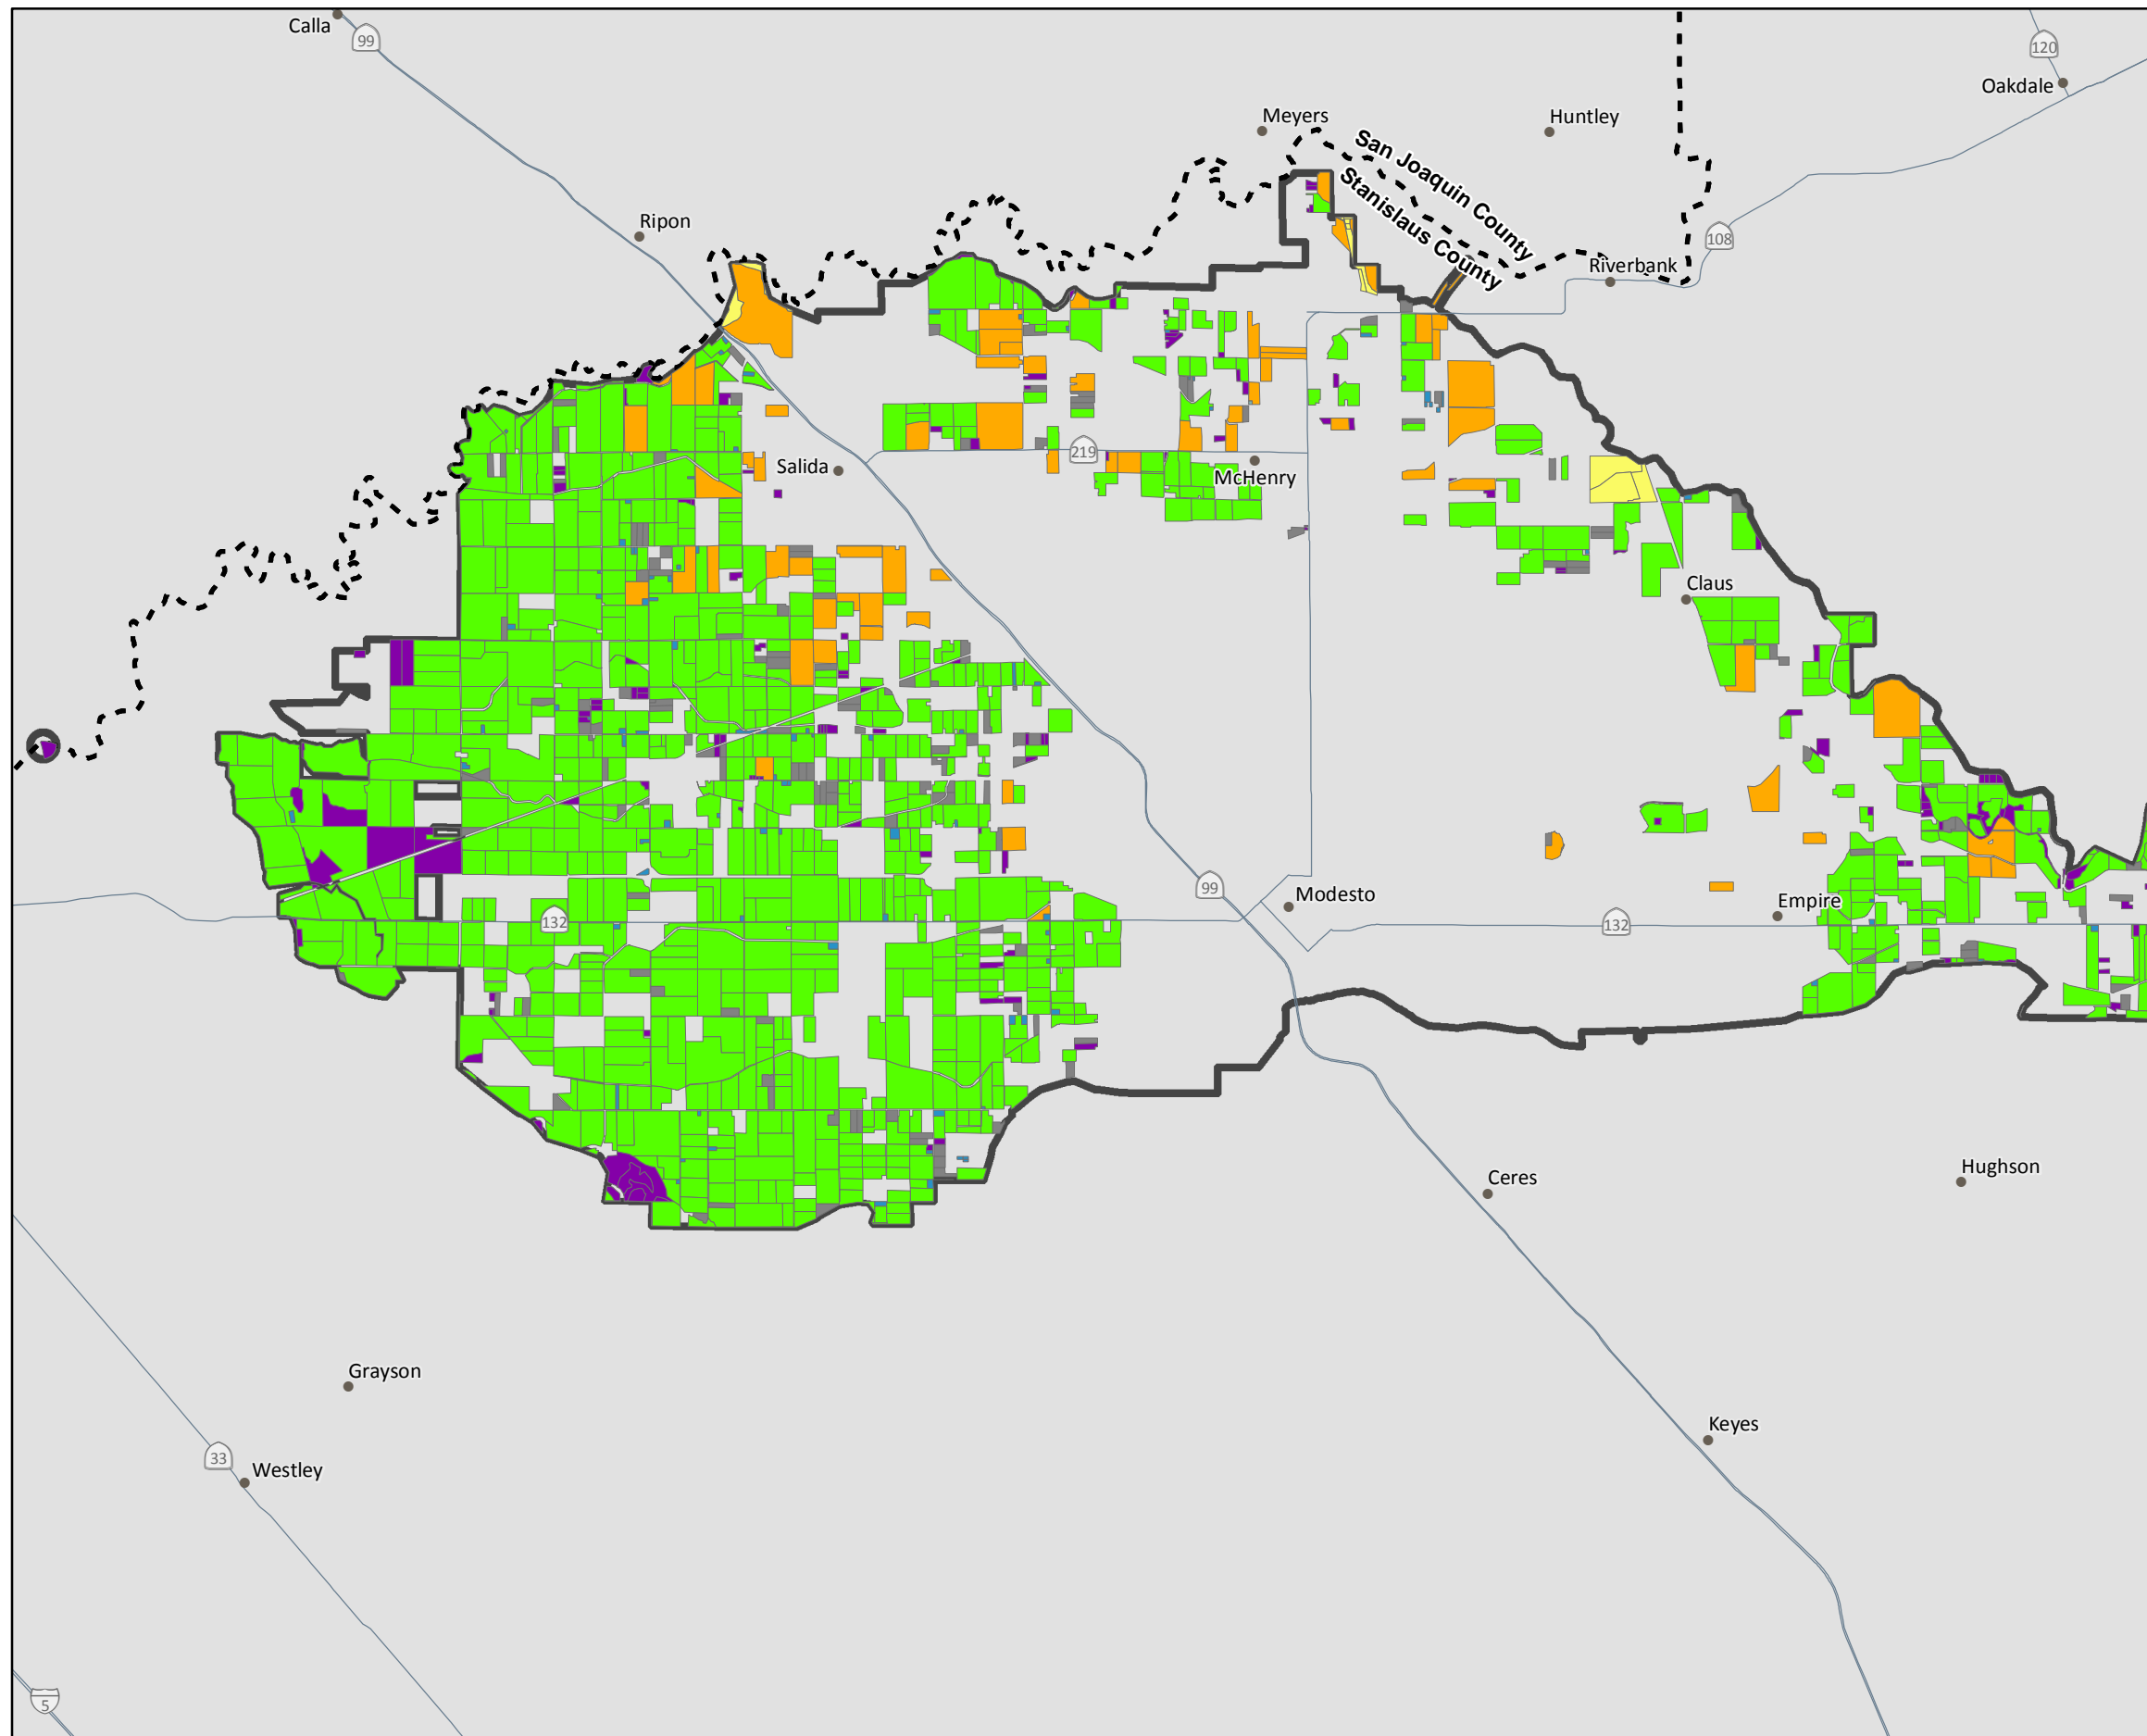 Calla
99
120
Oakdale
Meyers
Huntley
San Joaquin County
Stanislaus County
Ripon
108
Riverbank
219
Salida
McHenry
Claus
99
Modesto
132
Empire
132
Ceres
Hughson
Grayson
Keyes
33
Westley
5